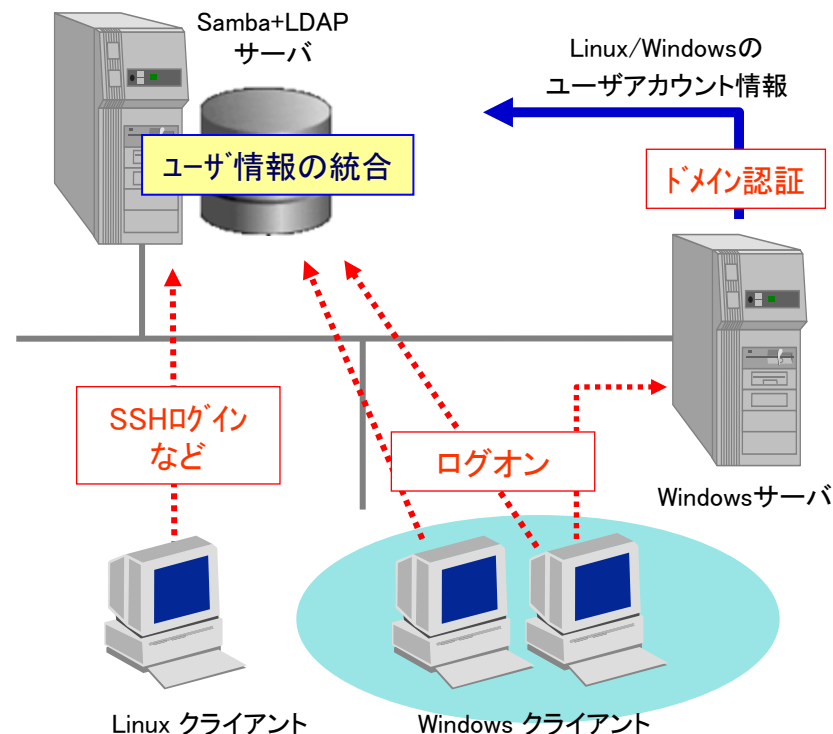 Samba+LDAP
サーバ
Linux/Windowsの
ユーザアカウント情報
ﾕｰｻﾞ情報の統合
ﾄﾞﾒｲﾝ認証
SSHﾛｸﾞｲﾝ
など
ログオン
Windowsサーバ
Linux クライアント
Windows クライアント